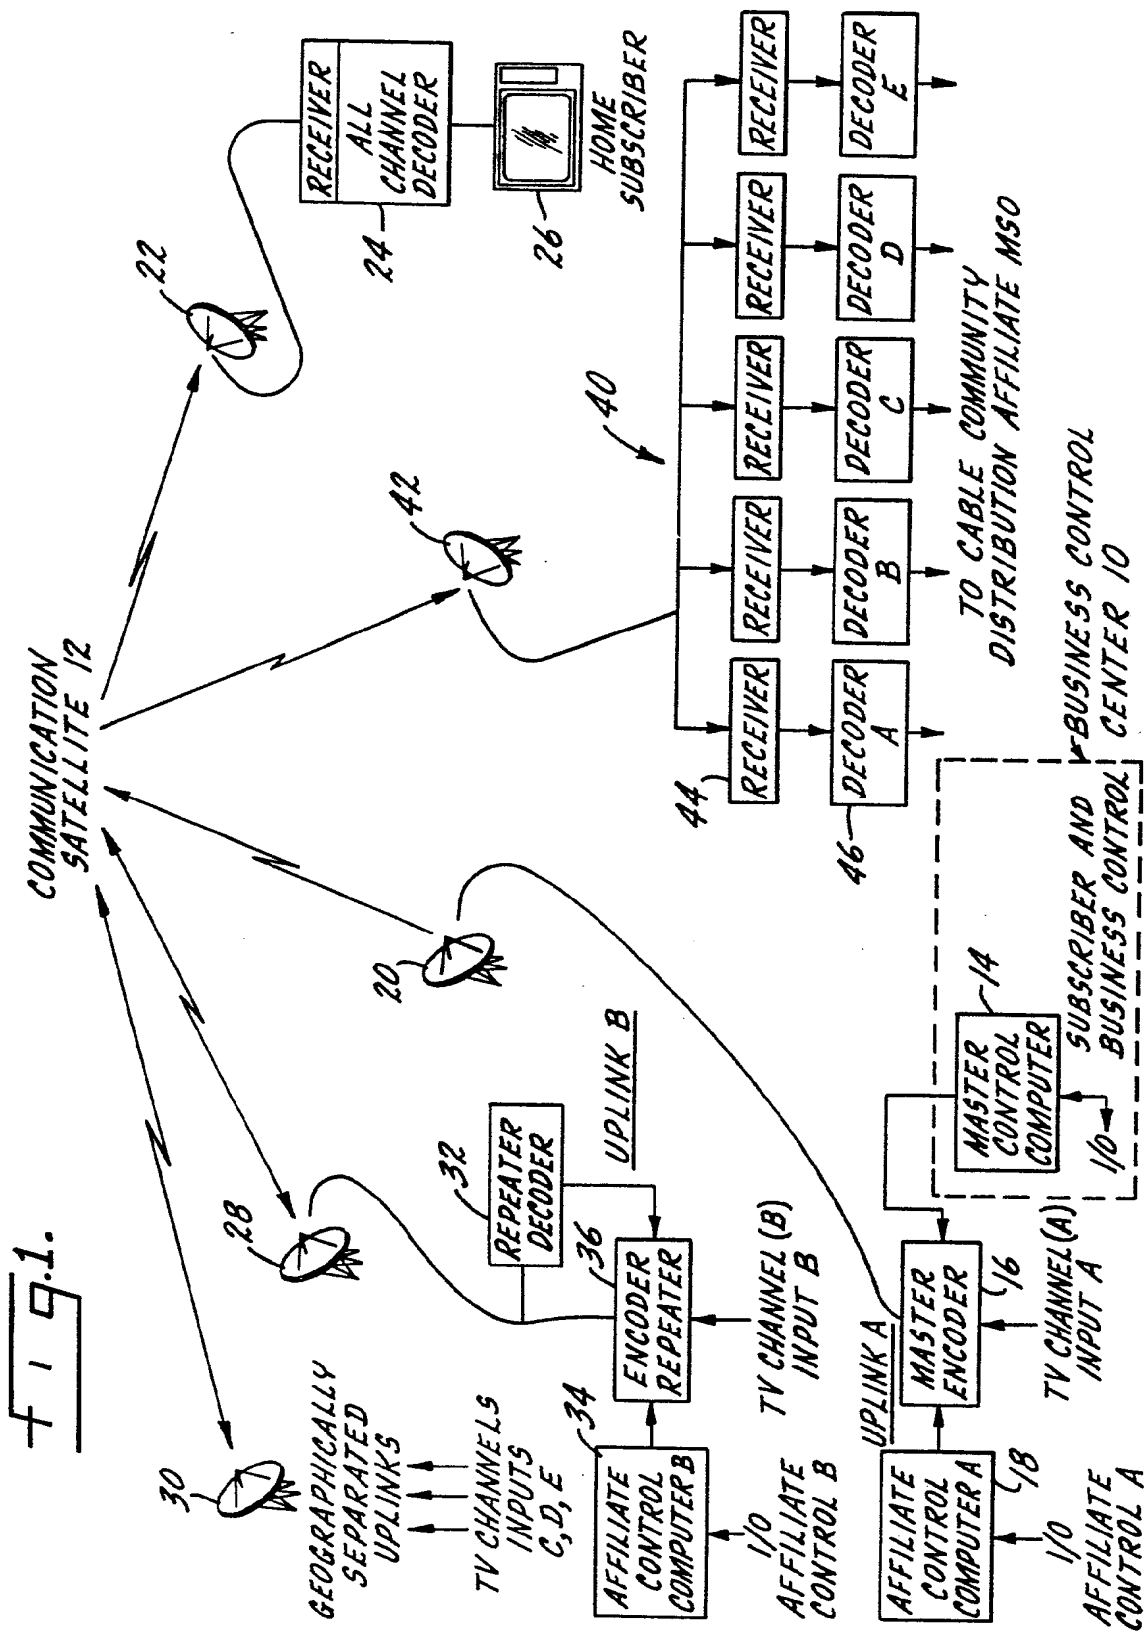 Fig.1.
COMMUNICATION
SATELLITE 12
30
GEOGRAPHICALLY
SEPARATED
UPLINKS
TV CHANNELS
INPUTS
C, D, E
28
20
42
22
RECEIVER
ALL
CHANNEL
DECODER
24
26
HOME
SUBSCRIBER
32
REPEATER
DECODER
UPLINK B
34
AFFILIATE
CONTROL
COMPUTER B
I/O
AFFILIATE
CONTROL B
36
ENCODER
REPEATER
TV CHANNEL (B)
INPUT B
40
44
RECEIVER
RECEIVER
RECEIVER
RECEIVER
RECEIVER
46
DECODER
A
DECODER
B
DECODER
C
DECODER
D
DECODER
E
TO CABLE COMMUNITY
DISTRIBUTION AFFILIATE MSO
UPLINK A
AFFILIATE
CONTROL
COMPUTER A
18
I/O
AFFILIATE
CONTROL A
MASTER
ENCODER
16
TV CHANNEL (A)
INPUT A
MASTER
CONTROL
COMPUTER
14
I/O
SUBSCRIBER AND
BUSINESS CONTROL
BUSINESS CONTROL
CENTER 10